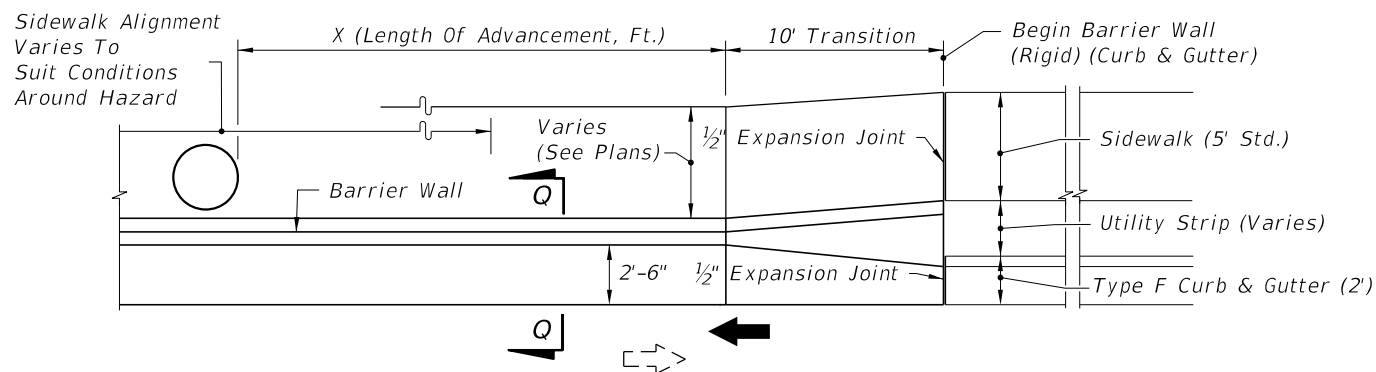 Sidewalk Alignment
Varies To
Suit Conditions
Around Hazard
X (Length Of Advancement, Ft.)
10' Transition
Begin Barrier Wall
(Rigid) (Curb & Gutter)
Varies
(See Plans)
½" Expansion Joint
Sidewalk (5' Std.)
Barrier Wall
Q
Utility Strip (Varies)
2'-6"
½" Expansion Joint
Type F Curb & Gutter (2')
Q